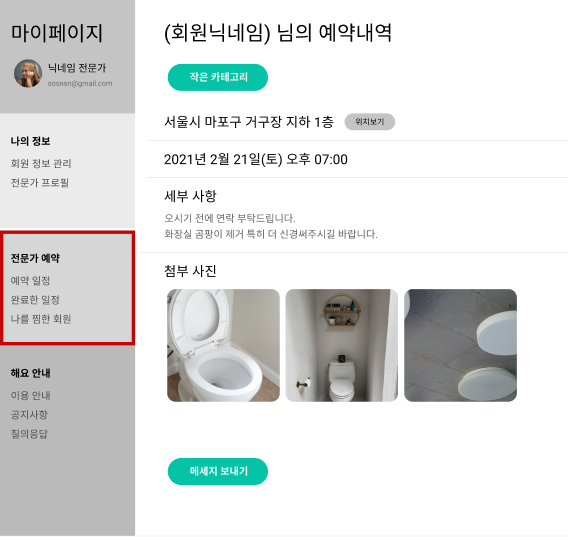 마이페이지
닉네임 전문가
sosnsn@gmail.com
나의 정보
회원 정보 관리
전문가 프로필
전문가 예약
예약 일정
완료한 일정
나를 찜한 회원
해요 안내
이용 안내
공지사항
질의응답
(회원닉네임) 님의 예약내역
작은 카테고리
서울시 마포구 거구장 지하 1층 위치보기
2021년 2월 21일(토) 오후 07:00
세부 사항
오시기 전에 연락 부탁드립니다.
화장실 곰팡이 제거 특히 더 신경써주시길 바랍니다.
첨부 사진
메세지 보내기